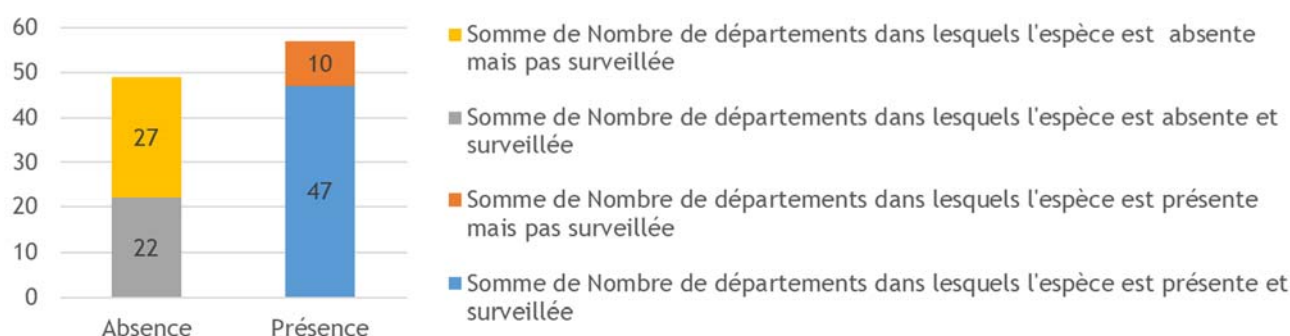 60
50
40
30
20
10
0
27
22
10
47
Absence
Présence
Somme de Nombre de départements dans lesquels l'espèce est absente
mais pas surveillée
Somme de Nombre de départements dans lesquels l'espèce est absente et
surveillée
Somme de Nombre de départements dans lesquels l'espèce est présente
mais pas surveillée
Somme de Nombre de départements dans lesquels l'espèce est présente et
surveillée